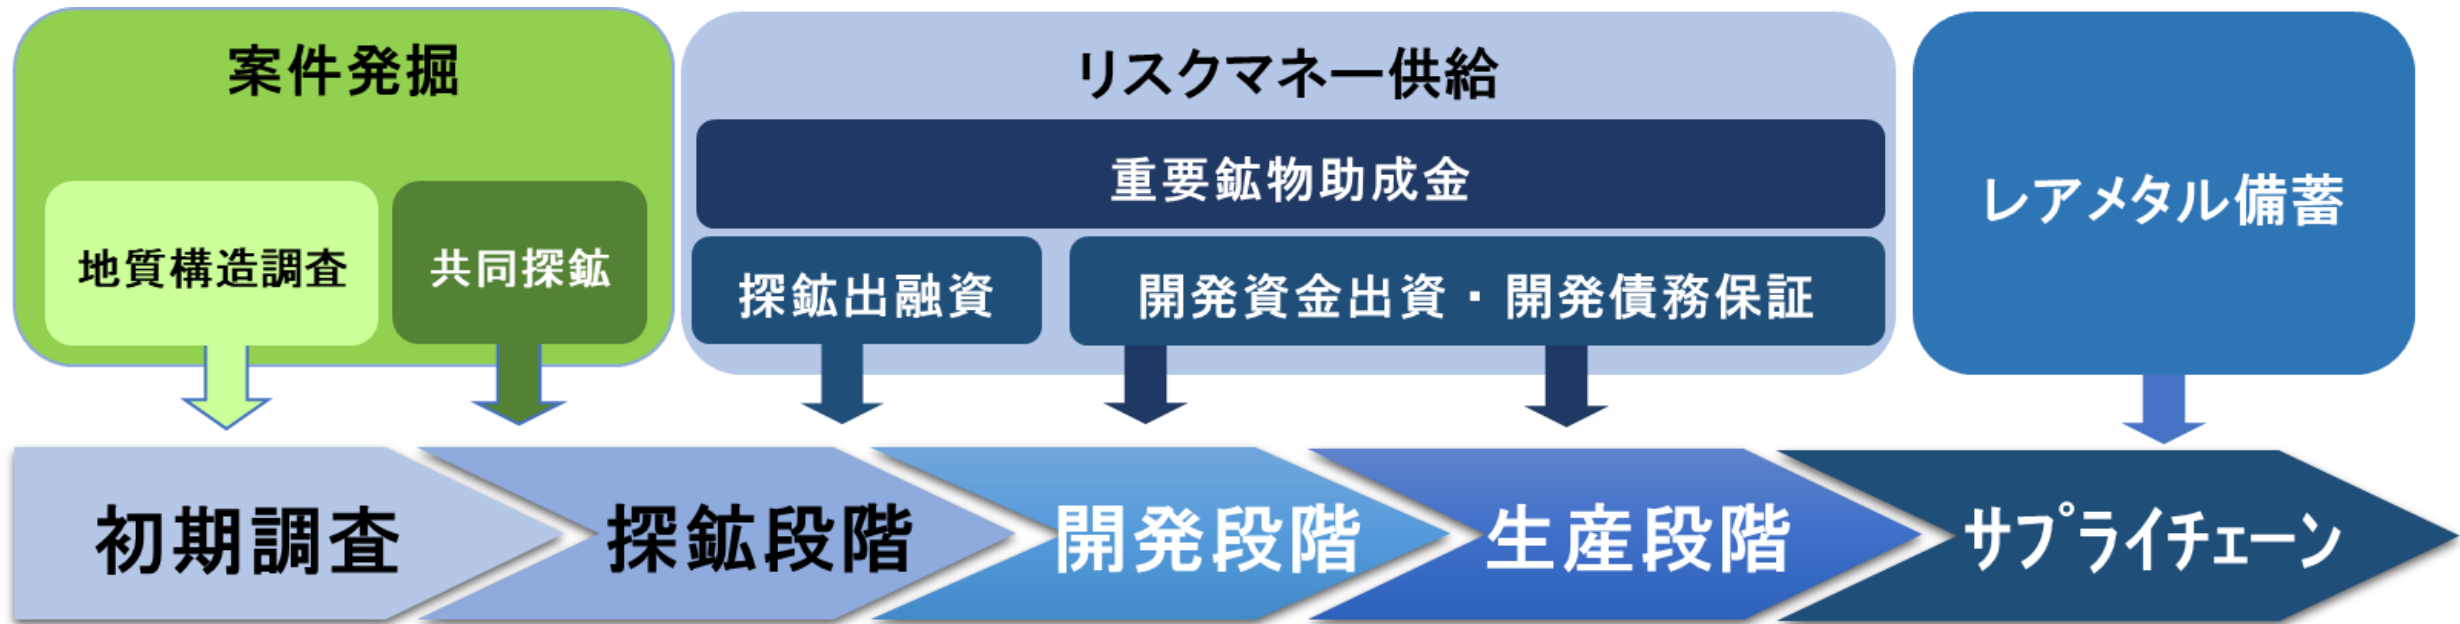 案件発掘
地質構造調査
共同探鉱
リスクマネー供給
重要鉱物助成金
探鉱出融資
開発資金出資・開発債務保証
レアメタル備蓄
初期調査
探鉱段階
開発段階
生産段階
サプライチェーン